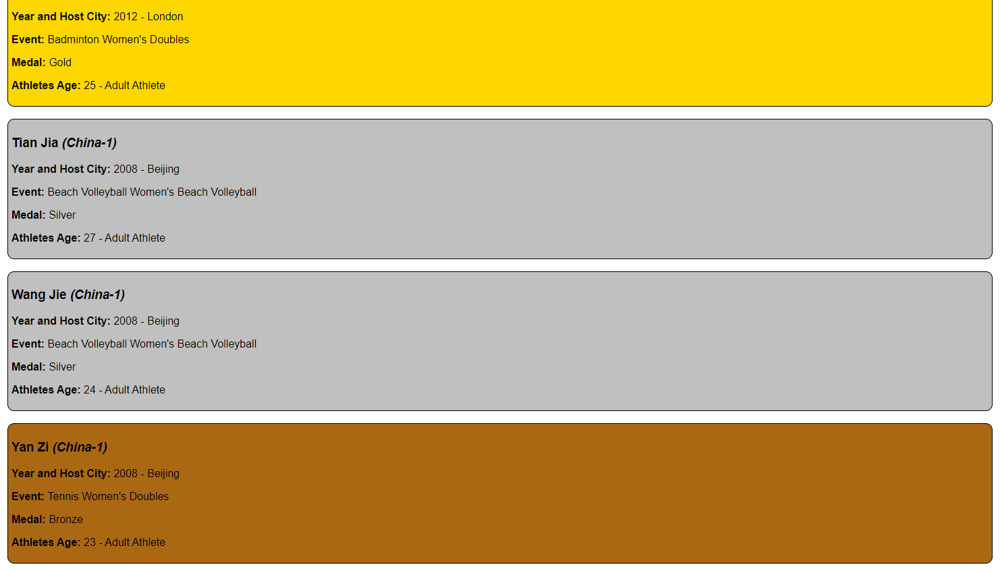 Year and Host City: 2012 - London
Event: Badminton Women's Doubles
Medal: Gold
Athletes Age: 25 - Adult Athlete
Tian Jia (China-1)
Year and Host City: 2008 - Beijing
Event: Beach Volleyball Women's Beach Volleyball
Medal: Silver
Athletes Age: 27 - Adult Athlete
Wang Jie (China-1)
Year and Host City: 2008 - Beijing
Event: Beach Volleyball Women's Beach Volleyball
Medal: Silver
Athletes Age: 24 - Adult Athlete
Yan Zi (China-1)
Year and Host City: 2008 - Beijing
Event: Tennis Women's Doubles
Medal: Bronze
Athletes Age: 23 - Adult Athlete